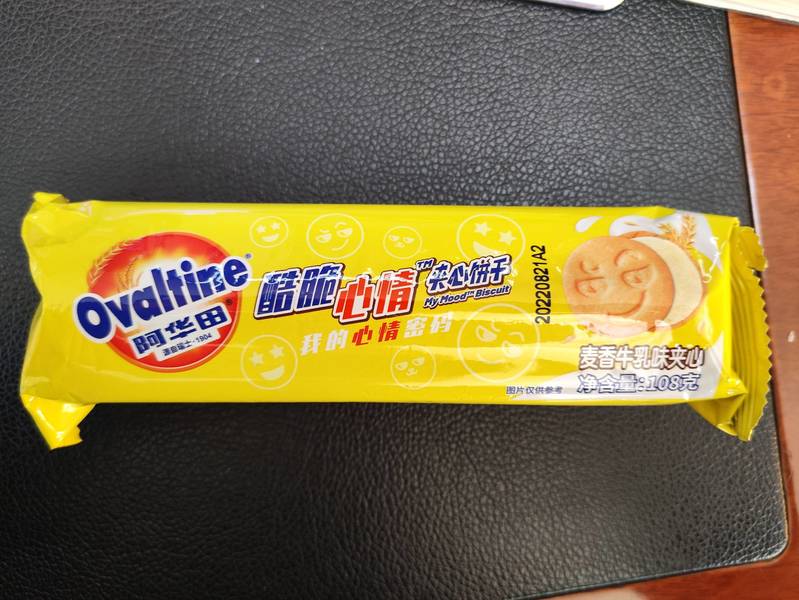 Ovaltine®
阿华田®
源自瑞士·1904
酷脆心情™夹心饼干
My Mood™ Biscuit
我的心情密码
20220821A2
麦香牛乳味夹心
净含量:108克
图片仅供参考